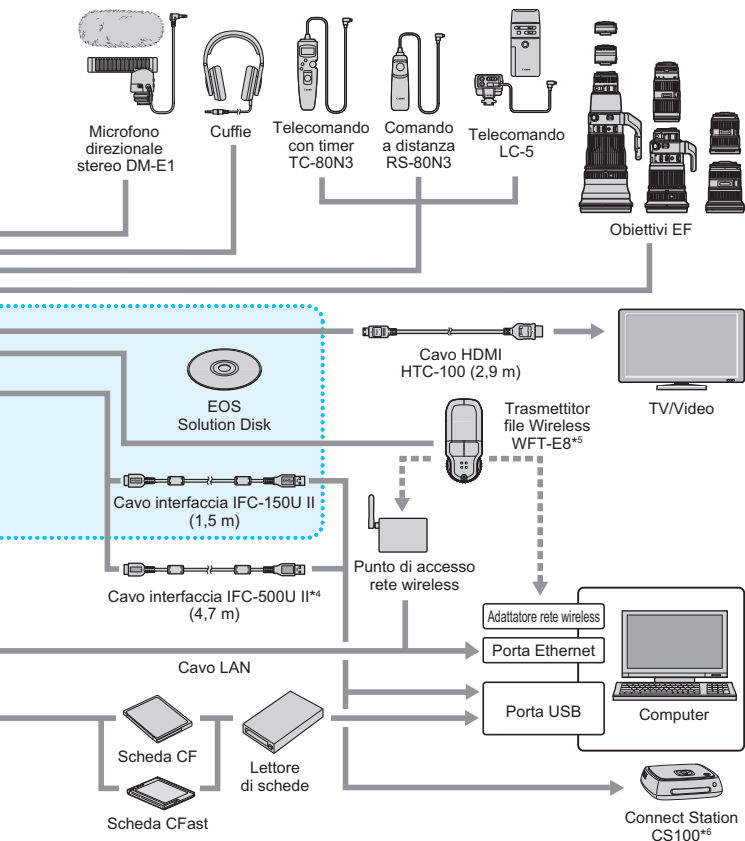 Microfono
direzionale
stereo DM-E1
Cuffie
Telecomando
con timer
TC-80N3
Comando
a distanza
RS-80N3
Telecomando
LC-5
Obiettivi EF
Cavo HDMI
HTC-100 (2,9 m)
TV/Video
EOS
Solution Disk
Trasmettitor
file Wireless
WFT-E8*5
Cavo interfaccia IFC-150U II
(1,5 m)
Punto di accesso
rete wireless
Cavo interfaccia IFC-500U II*4
(4,7 m)
Adattatore rete wireless
Porta Ethernet
Cavo LAN
Porta USB
Computer
Scheda CF
Lettore
di schede
Scheda CFast
Connect Station
CS100*6